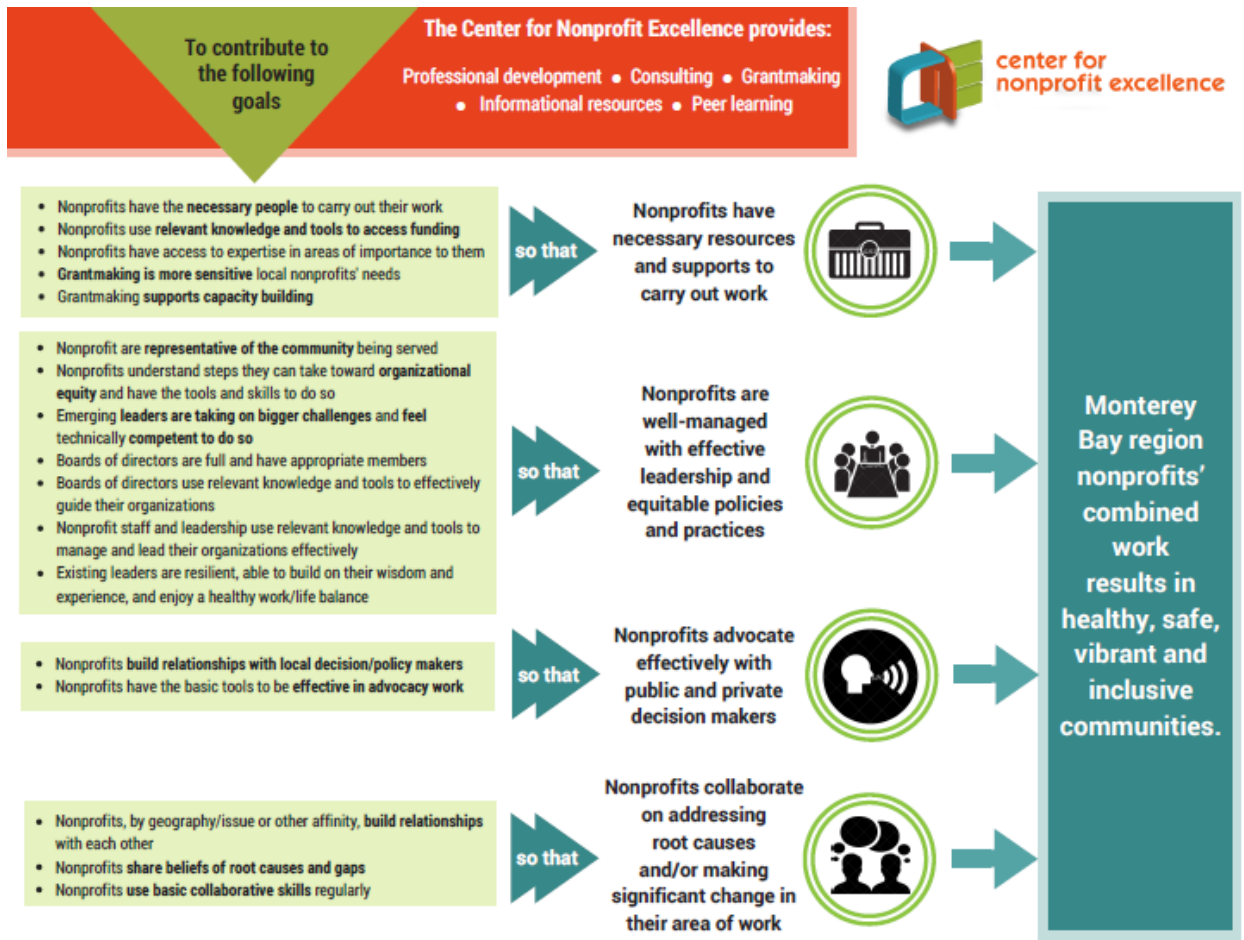 To contribute to
the following
goals
The Center for Nonprofit Excellence provides:
Professional development ● Consulting ● Grantmaking
● Informational resources ● Peer learning
center for
nonprofit excellence
• Nonprofits have the necessary people to carry out their work
• Nonprofits use relevant knowledge and tools to access funding
• Nonprofits have access to expertise in areas of importance to them
• Grantmaking is more sensitive local nonprofits' needs
• Grantmaking supports capacity building
so that
Nonprofits have
necessary resources
and supports to
carry out work
• Nonprofit are representative of the community being served
• Nonprofits understand steps they can take toward organizational
equity and have the tools and skills to do so
• Emerging leaders are taking on bigger challenges and feel
technically competent to do so
• Boards of directors are full and have appropriate members
• Boards of directors use relevant knowledge and tools to effectively
guide their organizations
• Nonprofit staff and leadership use relevant knowledge and tools to
manage and lead their organizations effectively
• Existing leaders are resilient, able to build on their wisdom and
experience, and enjoy a healthy work/life balance
so that
Nonprofits are
well-managed
with effective
leadership and
equitable policies
and practices
• Nonprofits build relationships with local decision/policy makers
• Nonprofits have the basic tools to be effective in advocacy work
so that
Nonprofits advocate
effectively with
public and private
decision makers
• Nonprofits, by geography/issue or other affinity, build relationships
with each other
• Nonprofits share beliefs of root causes and gaps
• Nonprofits use basic collaborative skills regularly
so that
Nonprofits collaborate
on addressing
root causes
and/or making
significant change in
their area of work
Monterey
Bay region
nonprofits'
combined
work
results in
healthy, safe,
vibrant and
inclusive
communities.